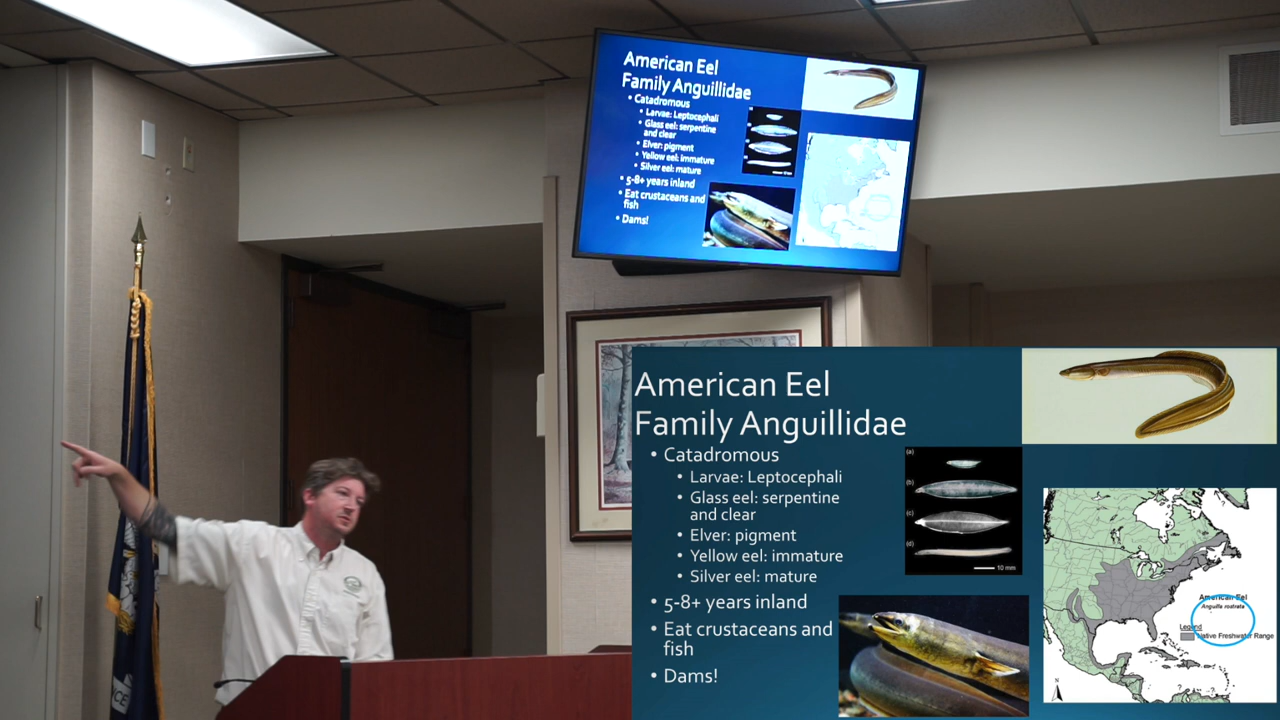 American Eel
Family Anguillidae
• Catadromous
• Larvae: Leptocephali
• Glass eel: serpentine
and clear
• Elver: pigment
• Yellow eel: immature
• Silver eel: mature
• 5-8+ years inland
• Eat crustaceans and
fish
• Dams!
American Eel
Family Anguillidae
• Catadromous
• Larvae: Leptocephali
• Glass eel: serpentine
and clear
• Elver: pigment
• Yellow eel: immature
• Silver eel: mature
• 5-8+ years inland
• Eat crustaceans and
fish
• Dams!
(a)
(b)
(c)
(d)
10 mm
American Eel
Anguilla rostrata
Legend
Native Freshwater Range
N